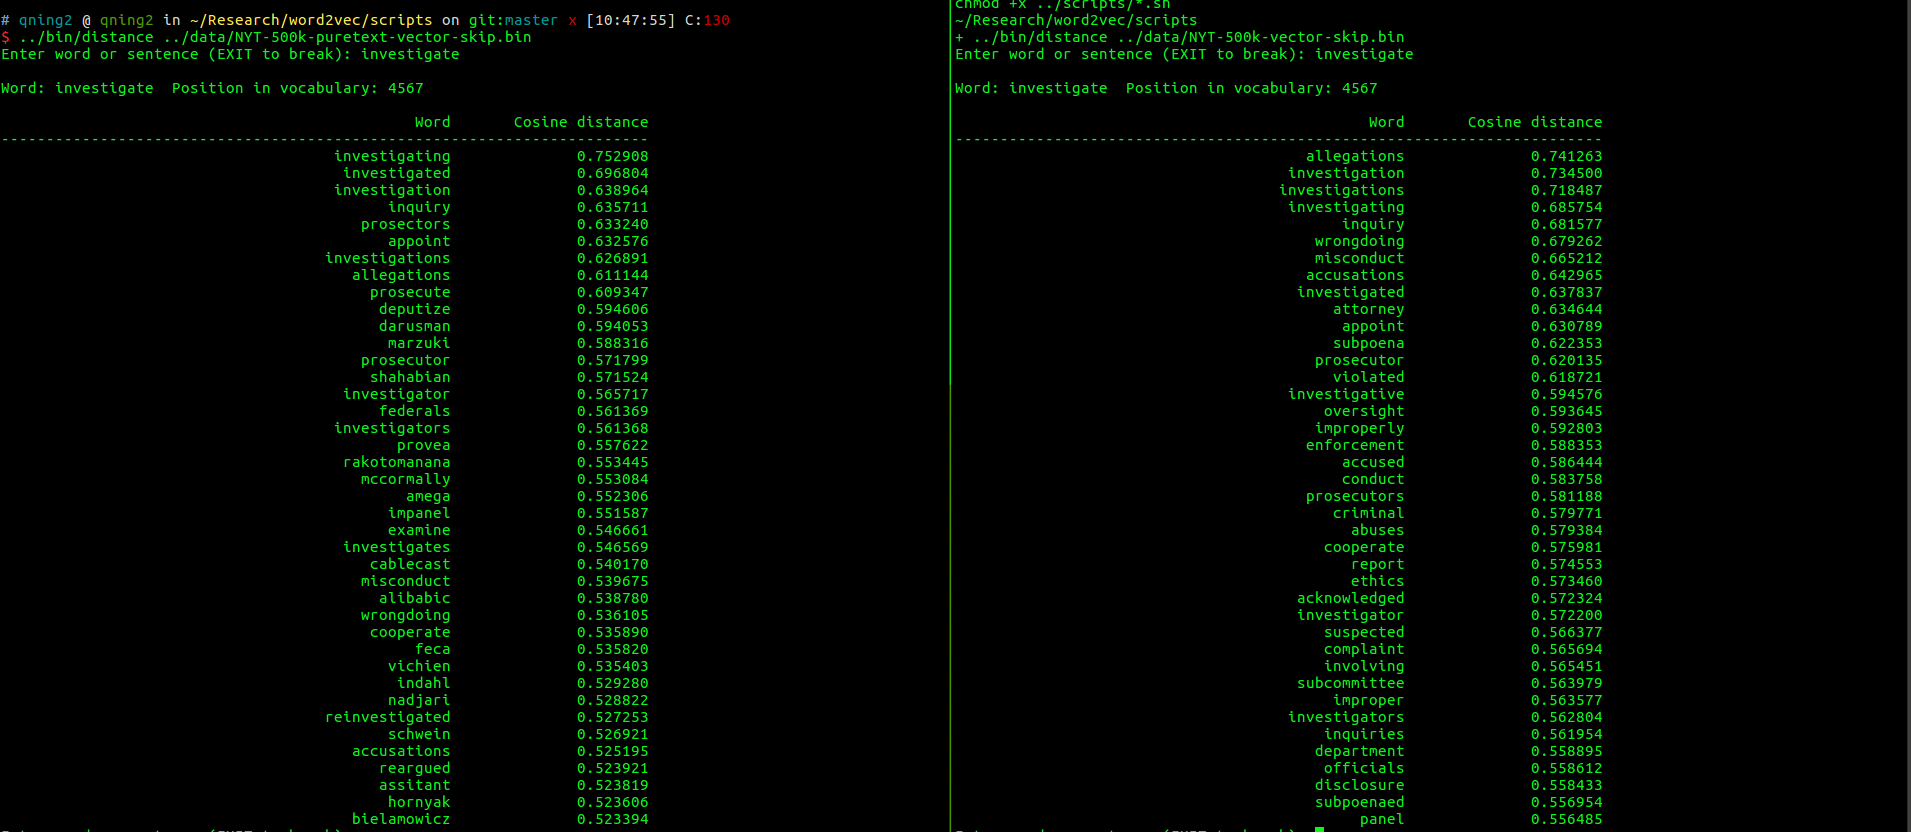 # qning2 @ qning2 in ~/Research/word2vec/scripts on git:master x [10:47:55] C:130
$ ../bin/distance ../data/NYT-500k-puretext-vector-skip.bin
Enter word or sentence (EXIT to break): investigate
Word: investigate  Position in vocabulary: 4567
Word Cosine distance
------------------------------------------------------------------------
investigating 0.752908
investigated 0.696804
investigation 0.638964
inquiry 0.635711
prosectors 0.633240
appoint 0.632576
investigations 0.626891
allegations 0.611144
prosecute 0.609347
deputize 0.594606
darusman 0.594053
marzuki 0.588316
prosecutor 0.571799
shahabian 0.571524
investigator 0.565717
federals 0.561369
investigators 0.561368
provea 0.557622
rakotomanana 0.553445
mccormally 0.553084
amega 0.552306
impanel 0.551587
examine 0.546661
investigates 0.546569
cablecast 0.540170
misconduct 0.539675
alibabic 0.538780
wrongdoing 0.536105
cooperate 0.535890
feca 0.535820
vichien 0.535403
indahl 0.529280
nadjari 0.528822
reinvestigated 0.527253
schwein 0.526921
accusations 0.525195
reargued 0.523921
assitant 0.523819
hornyak 0.523606
bielamowicz 0.523394
chmod +x ../scripts/*.sh
~/Research/word2vec/scripts
+ ../bin/distance ../data/NYT-500k-vector-skip.bin
Enter word or sentence (EXIT to break): investigate
Word: investigate  Position in vocabulary: 4567
Word Cosine distance
------------------------------------------------------------------------
allegations 0.741263
investigation 0.734500
investigations 0.718487
investigating 0.685754
inquiry 0.681577
wrongdoing 0.679262
misconduct 0.665212
accusations 0.642965
investigated 0.637837
attorney 0.634644
appoint 0.630789
subpoena 0.622353
prosecutor 0.620135
violated 0.618721
investigative 0.594576
oversight 0.593645
improperly 0.592803
enforcement 0.588353
accused 0.586444
conduct 0.583758
prosecutors 0.581188
criminal 0.579771
abuses 0.579384
cooperate 0.575981
report 0.574553
ethics 0.573460
acknowledged 0.572324
investigator 0.572200
suspected 0.566377
complaint 0.565694
involving 0.565451
subcommittee 0.563979
improper 0.563577
investigators 0.562804
inquiries 0.561954
department 0.558895
officials 0.558612
disclosure 0.558433
subpoenaed 0.556954
panel 0.556485